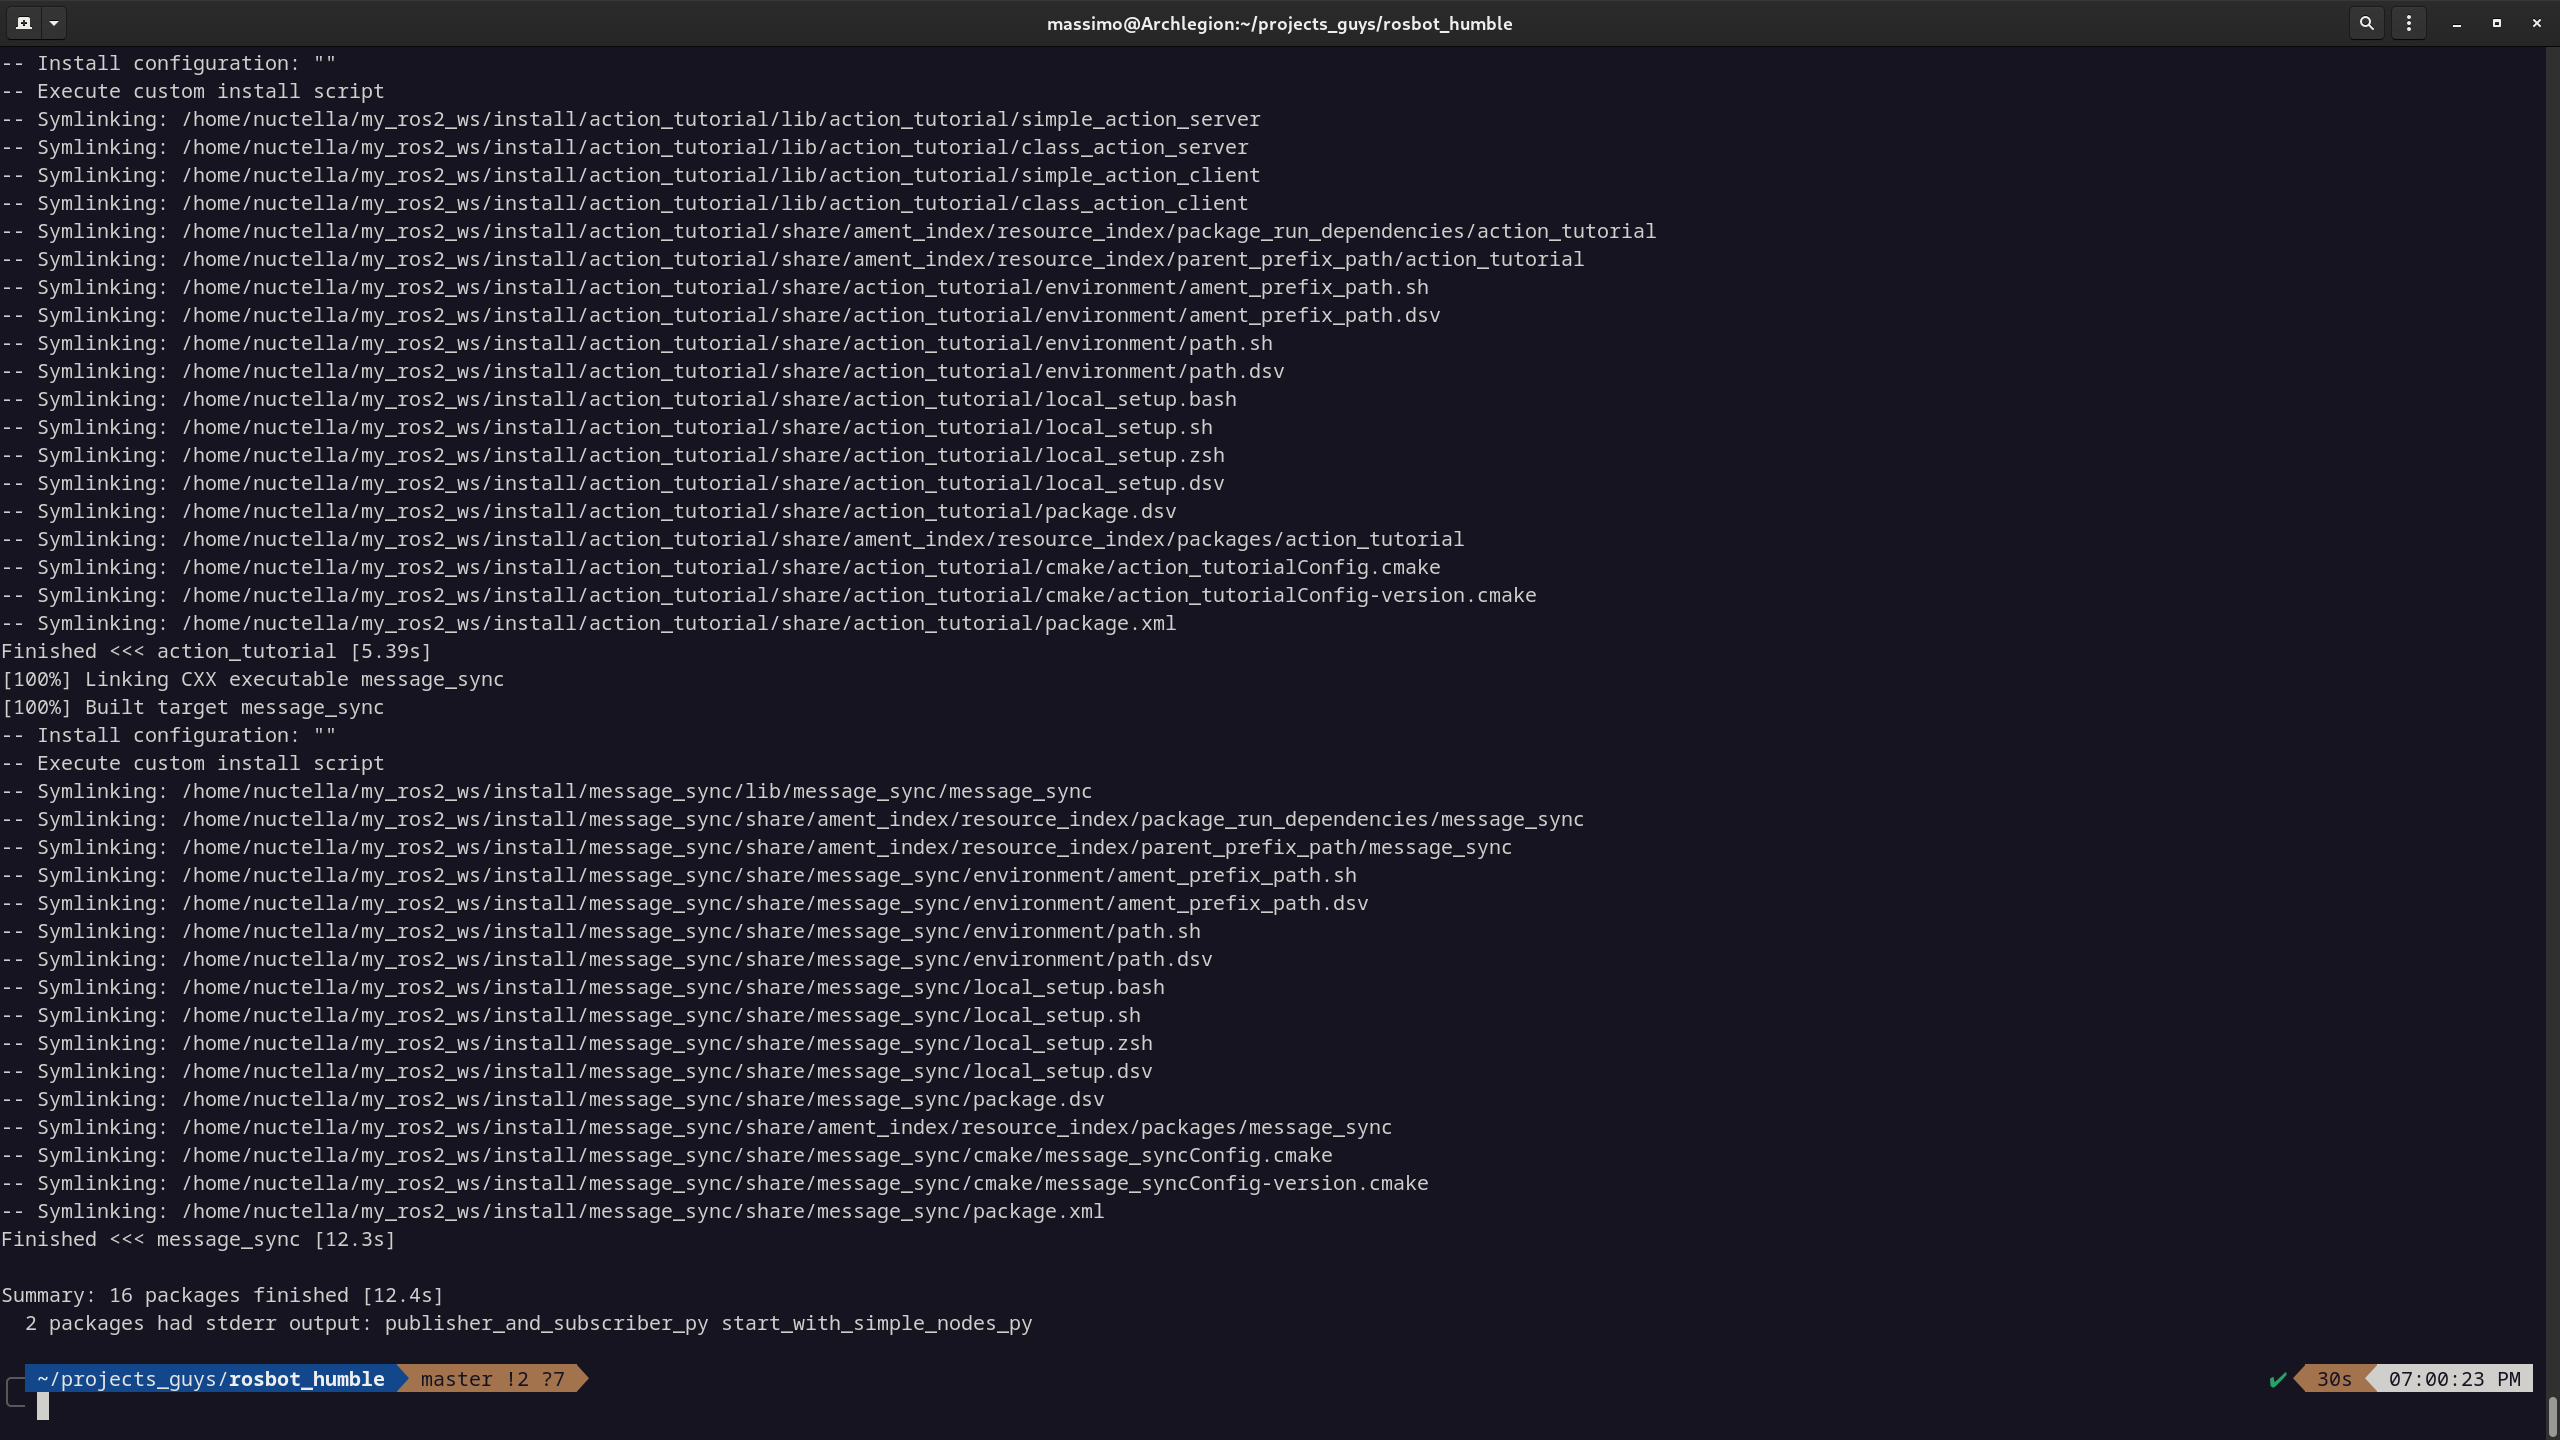 massimo@Archlegion:~/projects_guys/rosbot_humble
-- Install configuration: ""
-- Execute custom install script
-- Symlinking: /home/nuctella/my_ros2_ws/install/action_tutorial/lib/action_tutorial/simple_action_server
-- Symlinking: /home/nuctella/my_ros2_ws/install/action_tutorial/lib/action_tutorial/class_action_server
-- Symlinking: /home/nuctella/my_ros2_ws/install/action_tutorial/lib/action_tutorial/simple_action_client
-- Symlinking: /home/nuctella/my_ros2_ws/install/action_tutorial/lib/action_tutorial/class_action_client
-- Symlinking: /home/nuctella/my_ros2_ws/install/action_tutorial/share/ament_index/resource_index/package_run_dependencies/action_tutorial
-- Symlinking: /home/nuctella/my_ros2_ws/install/action_tutorial/share/ament_index/resource_index/parent_prefix_path/action_tutorial
-- Symlinking: /home/nuctella/my_ros2_ws/install/action_tutorial/share/action_tutorial/environment/ament_prefix_path.sh
-- Symlinking: /home/nuctella/my_ros2_ws/install/action_tutorial/share/action_tutorial/environment/ament_prefix_path.dsv
-- Symlinking: /home/nuctella/my_ros2_ws/install/action_tutorial/share/action_tutorial/environment/path.sh
-- Symlinking: /home/nuctella/my_ros2_ws/install/action_tutorial/share/action_tutorial/environment/path.dsv
-- Symlinking: /home/nuctella/my_ros2_ws/install/action_tutorial/share/action_tutorial/local_setup.bash
-- Symlinking: /home/nuctella/my_ros2_ws/install/action_tutorial/share/action_tutorial/local_setup.sh
-- Symlinking: /home/nuctella/my_ros2_ws/install/action_tutorial/share/action_tutorial/local_setup.zsh
-- Symlinking: /home/nuctella/my_ros2_ws/install/action_tutorial/share/action_tutorial/local_setup.dsv
-- Symlinking: /home/nuctella/my_ros2_ws/install/action_tutorial/share/action_tutorial/package.dsv
-- Symlinking: /home/nuctella/my_ros2_ws/install/action_tutorial/share/ament_index/resource_index/packages/action_tutorial
-- Symlinking: /home/nuctella/my_ros2_ws/install/action_tutorial/share/action_tutorial/cmake/action_tutorialConfig.cmake
-- Symlinking: /home/nuctella/my_ros2_ws/install/action_tutorial/share/action_tutorial/cmake/action_tutorialConfig-version.cmake
-- Symlinking: /home/nuctella/my_ros2_ws/install/action_tutorial/share/action_tutorial/package.xml
Finished <<< action_tutorial [5.39s]
[100%] Linking CXX executable message_sync
[100%] Built target message_sync
-- Install configuration: ""
-- Execute custom install script
-- Symlinking: /home/nuctella/my_ros2_ws/install/message_sync/lib/message_sync/message_sync
-- Symlinking: /home/nuctella/my_ros2_ws/install/message_sync/share/ament_index/resource_index/package_run_dependencies/message_sync
-- Symlinking: /home/nuctella/my_ros2_ws/install/message_sync/share/ament_index/resource_index/parent_prefix_path/message_sync
-- Symlinking: /home/nuctella/my_ros2_ws/install/message_sync/share/message_sync/environment/ament_prefix_path.sh
-- Symlinking: /home/nuctella/my_ros2_ws/install/message_sync/share/message_sync/environment/ament_prefix_path.dsv
-- Symlinking: /home/nuctella/my_ros2_ws/install/message_sync/share/message_sync/environment/path.sh
-- Symlinking: /home/nuctella/my_ros2_ws/install/message_sync/share/message_sync/environment/path.dsv
-- Symlinking: /home/nuctella/my_ros2_ws/install/message_sync/share/message_sync/local_setup.bash
-- Symlinking: /home/nuctella/my_ros2_ws/install/message_sync/share/message_sync/local_setup.sh
-- Symlinking: /home/nuctella/my_ros2_ws/install/message_sync/share/message_sync/local_setup.zsh
-- Symlinking: /home/nuctella/my_ros2_ws/install/message_sync/share/message_sync/local_setup.dsv
-- Symlinking: /home/nuctella/my_ros2_ws/install/message_sync/share/message_sync/package.dsv
-- Symlinking: /home/nuctella/my_ros2_ws/install/message_sync/share/ament_index/resource_index/packages/message_sync
-- Symlinking: /home/nuctella/my_ros2_ws/install/message_sync/share/message_sync/cmake/message_syncConfig.cmake
-- Symlinking: /home/nuctella/my_ros2_ws/install/message_sync/share/message_sync/cmake/message_syncConfig-version.cmake
-- Symlinking: /home/nuctella/my_ros2_ws/install/message_sync/share/message_sync/package.xml
Finished <<< message_sync [12.3s]
Summary: 16 packages finished [12.4s]
2 packages had stderr output: publisher_and_subscriber_py start_with_simple_nodes_py
~/projects_guys/rosbot_humble master !2 ?7 ✔ 30s 07:00:23 PM